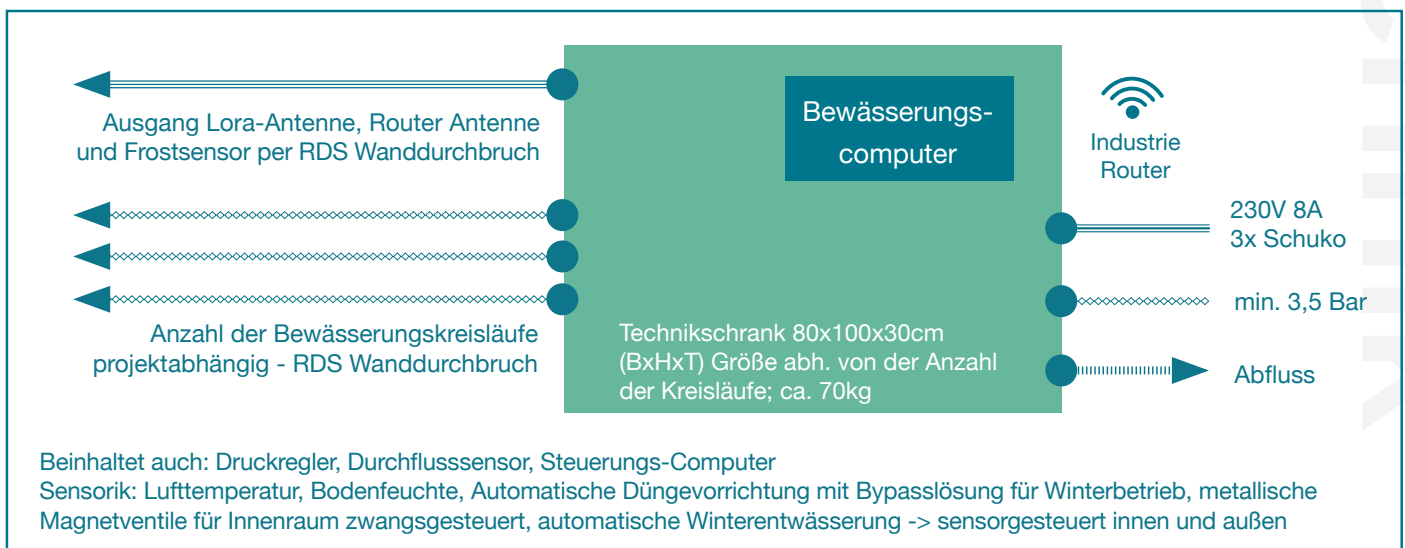 Ausgang Lora-Antenne, Router Antenne
und Frostsensor per RDS Wanddurchbruch
Bewässerungs-
computer
Industrie
Router
230V 8A
3x Schuko
min. 3,5 Bar
Anzahl der Bewässerungskreisläufe
projektabhängig - RDS Wanddurchbruch
Technikschrank 80x100x30cm
(BxHxT) Größe abh. von der Anzahl
der Kreisläufe; ca. 70kg
Abfluss
Beinhaltet auch: Druckregler, Durchflusssensor, Steuerungs-Computer
Sensorik: Lufttemperatur, Bodenfeuchte, Automatische Düngevorrichtung mit Bypasslösung für Winterbetrieb, metallische
Magnetventile für Innenraum zwangsgesteuert, automatische Winterentwässerung -> sensorgesteuert innen und außen